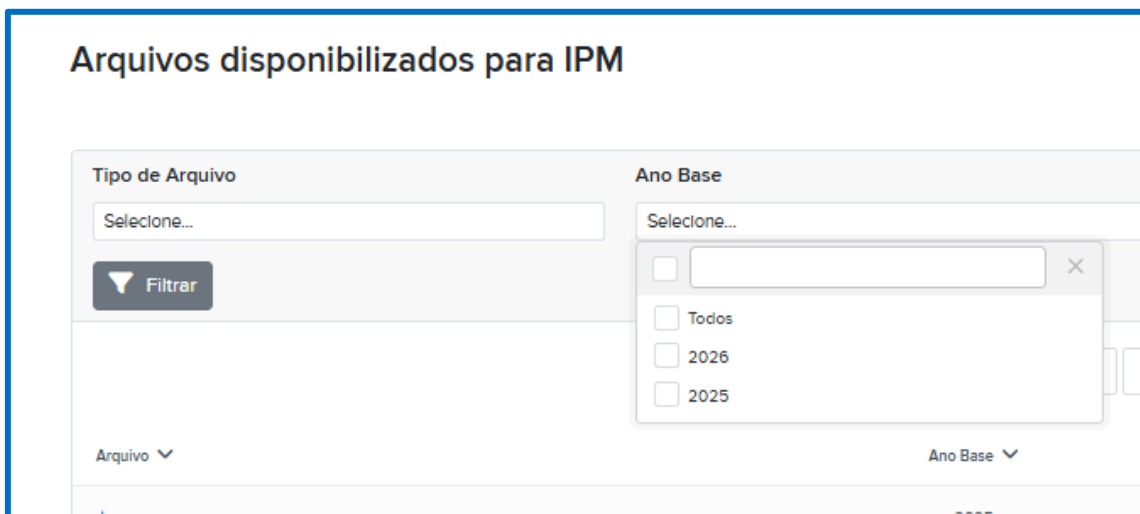 Arquivos disponibilizados para IPM
Tipo de Arquivo
Ano Base
Selecione...
Selecione...
Filtrar
Todos
2026
2025
Arquivo
Ano Base